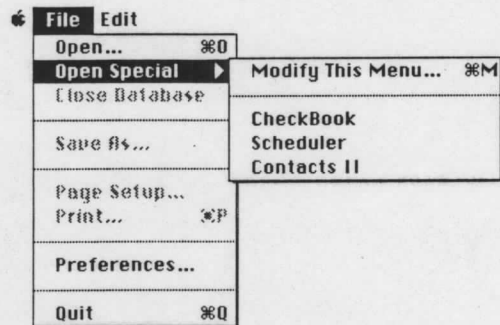 File Edit
Open... ⌘O
Open Special ▶
Close Database
Save As...
Page Setup...
Print... ⌘P
Preferences...
Quit ⌘Q
Modify This Menu... ⌘M
CheckBook
Scheduler
Contacts II